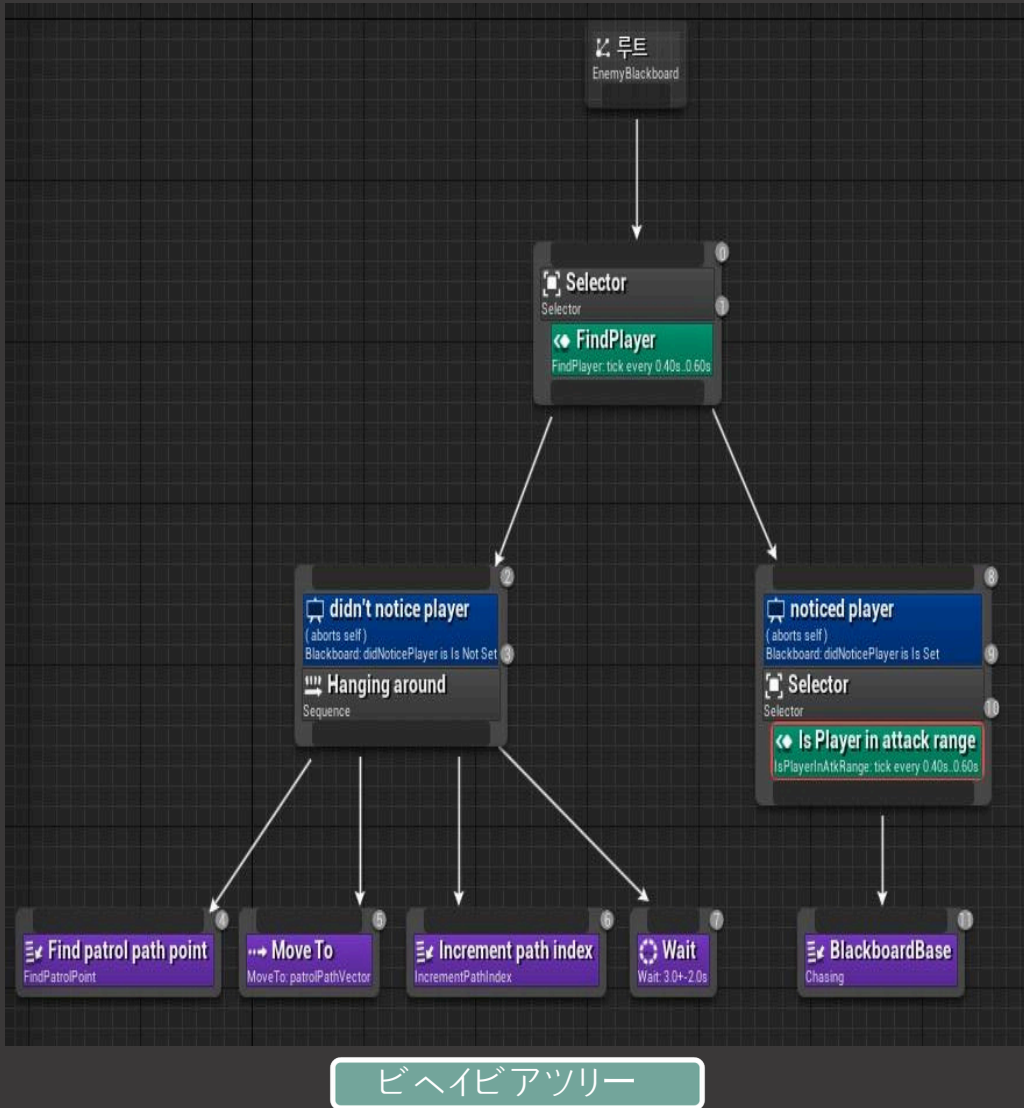 루트
EnemyBlackboard
0
Selector
Selector
1
FindPlayer
FindPlayer: tick every 0.40s..0.60s
2
didn't notice player
( aborts self )
Blackboard: didNoticePlayer is Is Not Set
3
Hanging around
Sequence
8
noticed player
( aborts self )
Blackboard: didNoticePlayer is Is Set
9
Selector
Selector
10
Is Player in attack range
IsPlayerInAtkRange: tick every 0.40s..0.60s
4
Find patrol path point
FindPatrolPoint
5
Move To
MoveTo: patrolPathVector
6
Increment path index
IncrementPathIndex
7
Wait
Wait: 3.0+-2.0s
11
BlackboardBase
Chasing
ビヘイビアツリー